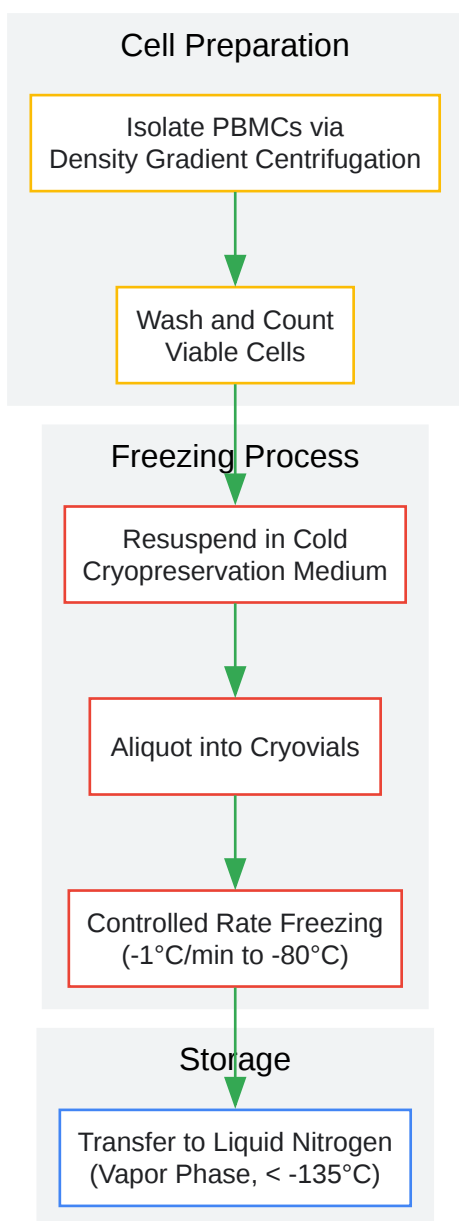 Cell Preparation
Isolate PBMCs via
Density Gradient Centrifugation
Wash and Count
Viable Cells
Freezing Process
Resuspend in Cold
Cryopreservation Medium
Aliquot into Cryovials
Controlled Rate Freezing
(-1°C/min to -80°C)
Storage
Transfer to Liquid Nitrogen
(Vapor Phase, < -135°C)